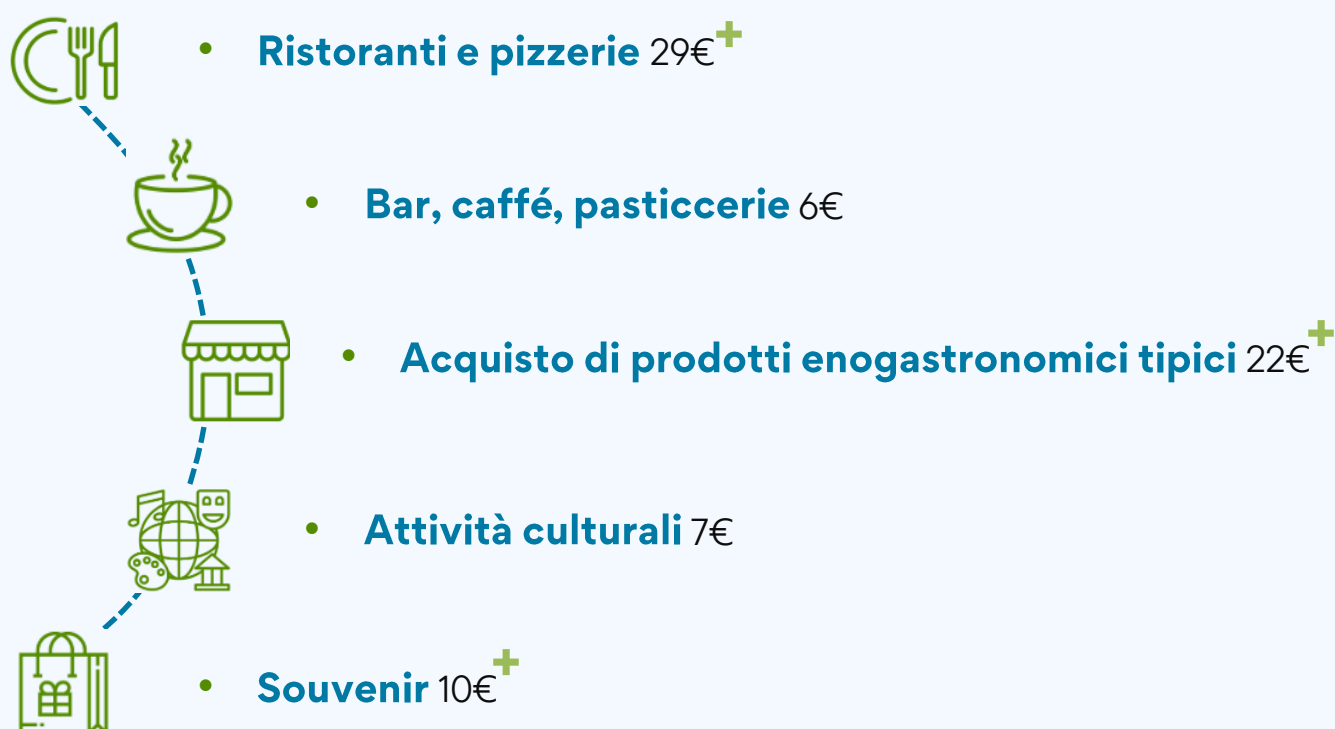 • Ristoranti e pizzerie 29€+
• Bar, caffé, pasticcerie 6€
• Acquisto di prodotti enogastronomici tipici 22€+
• Attività culturali 7€
• Souvenir 10€+